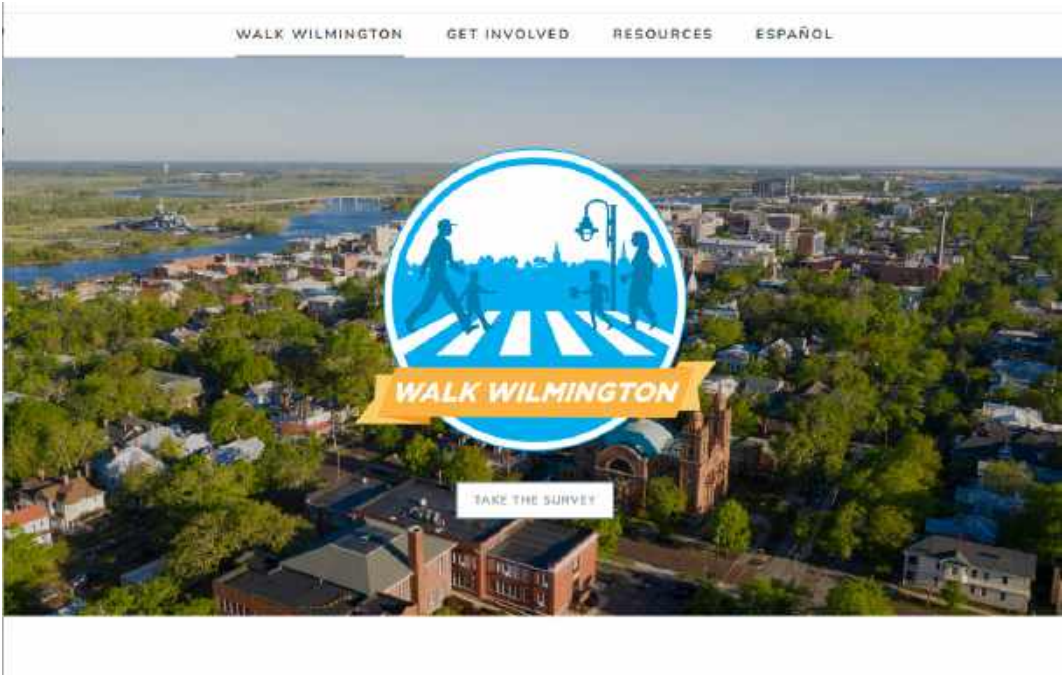 WALK WILMINGTON GET INVOLVED RESOURCES ESPAÑOL
WALK WILMINGTON
TAKE THE SURVEY